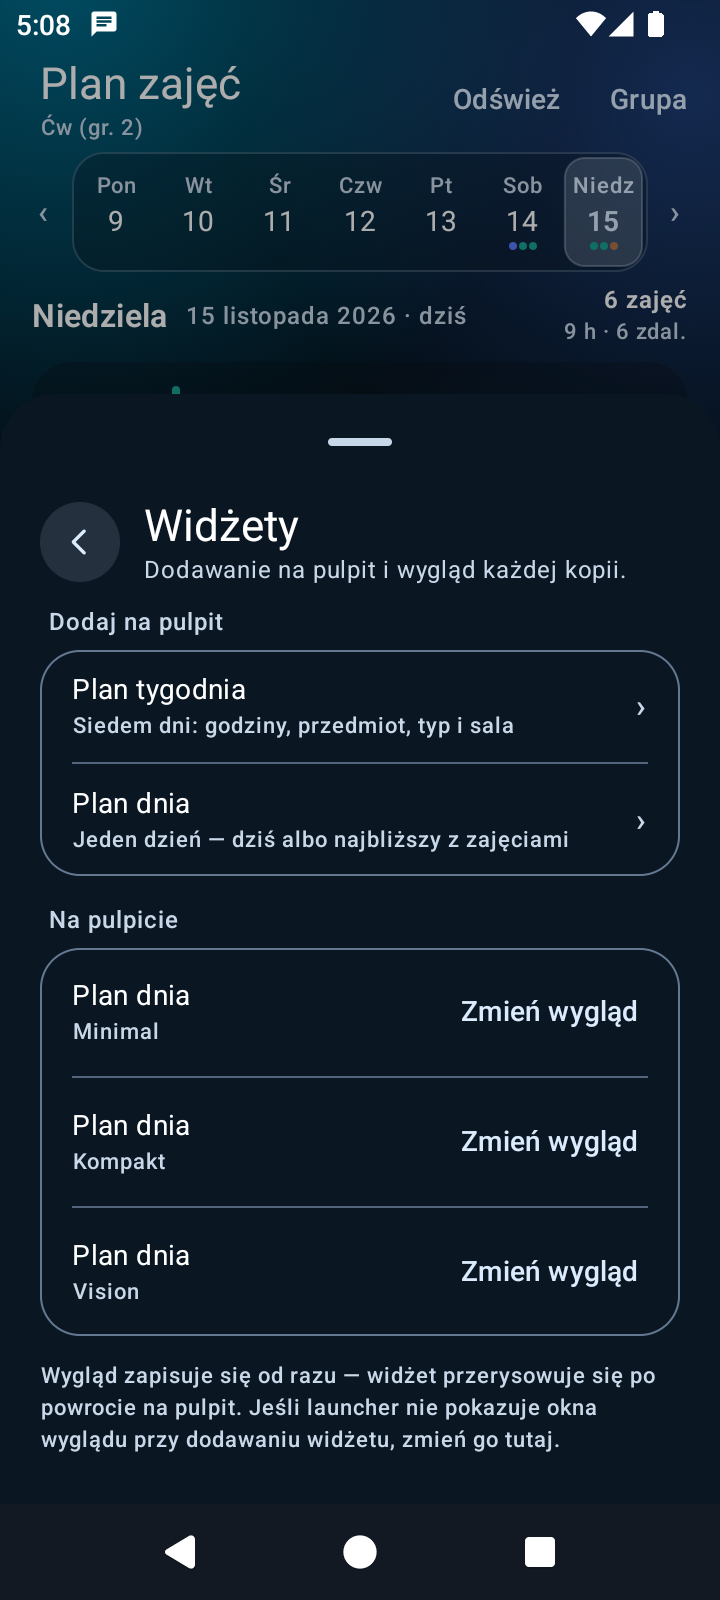 5:08
Plan zajęć
Ćw (gr. 2)
Odśwież
Grupa
Pon Wt Śr Czw Pt Sob Niedz
‹ 9 10 11 12 13 14 15 ›
Niedziela 15 listopada 2026 · dziś
6 zajęć
9 h · 6 zdal.
Widżety
Dodawanie na pulpit i wygląd każdej kopii.
Dodaj na pulpit
Plan tygodnia
Siedem dni: godziny, przedmiot, typ i sala
›
Plan dnia
Jeden dzień — dziś albo najbliższy z zajęciami
›
Na pulpicie
Plan dnia
Minimal
Zmień wygląd
Plan dnia
Kompakt
Zmień wygląd
Plan dnia
Vision
Zmień wygląd
Wygląd zapisuje się od razu — widżet przerysowuje się po
powrocie na pulpit. Jeśli launcher nie pokazuje okna
wyglądu przy dodawaniu widżetu, zmień go tutaj.